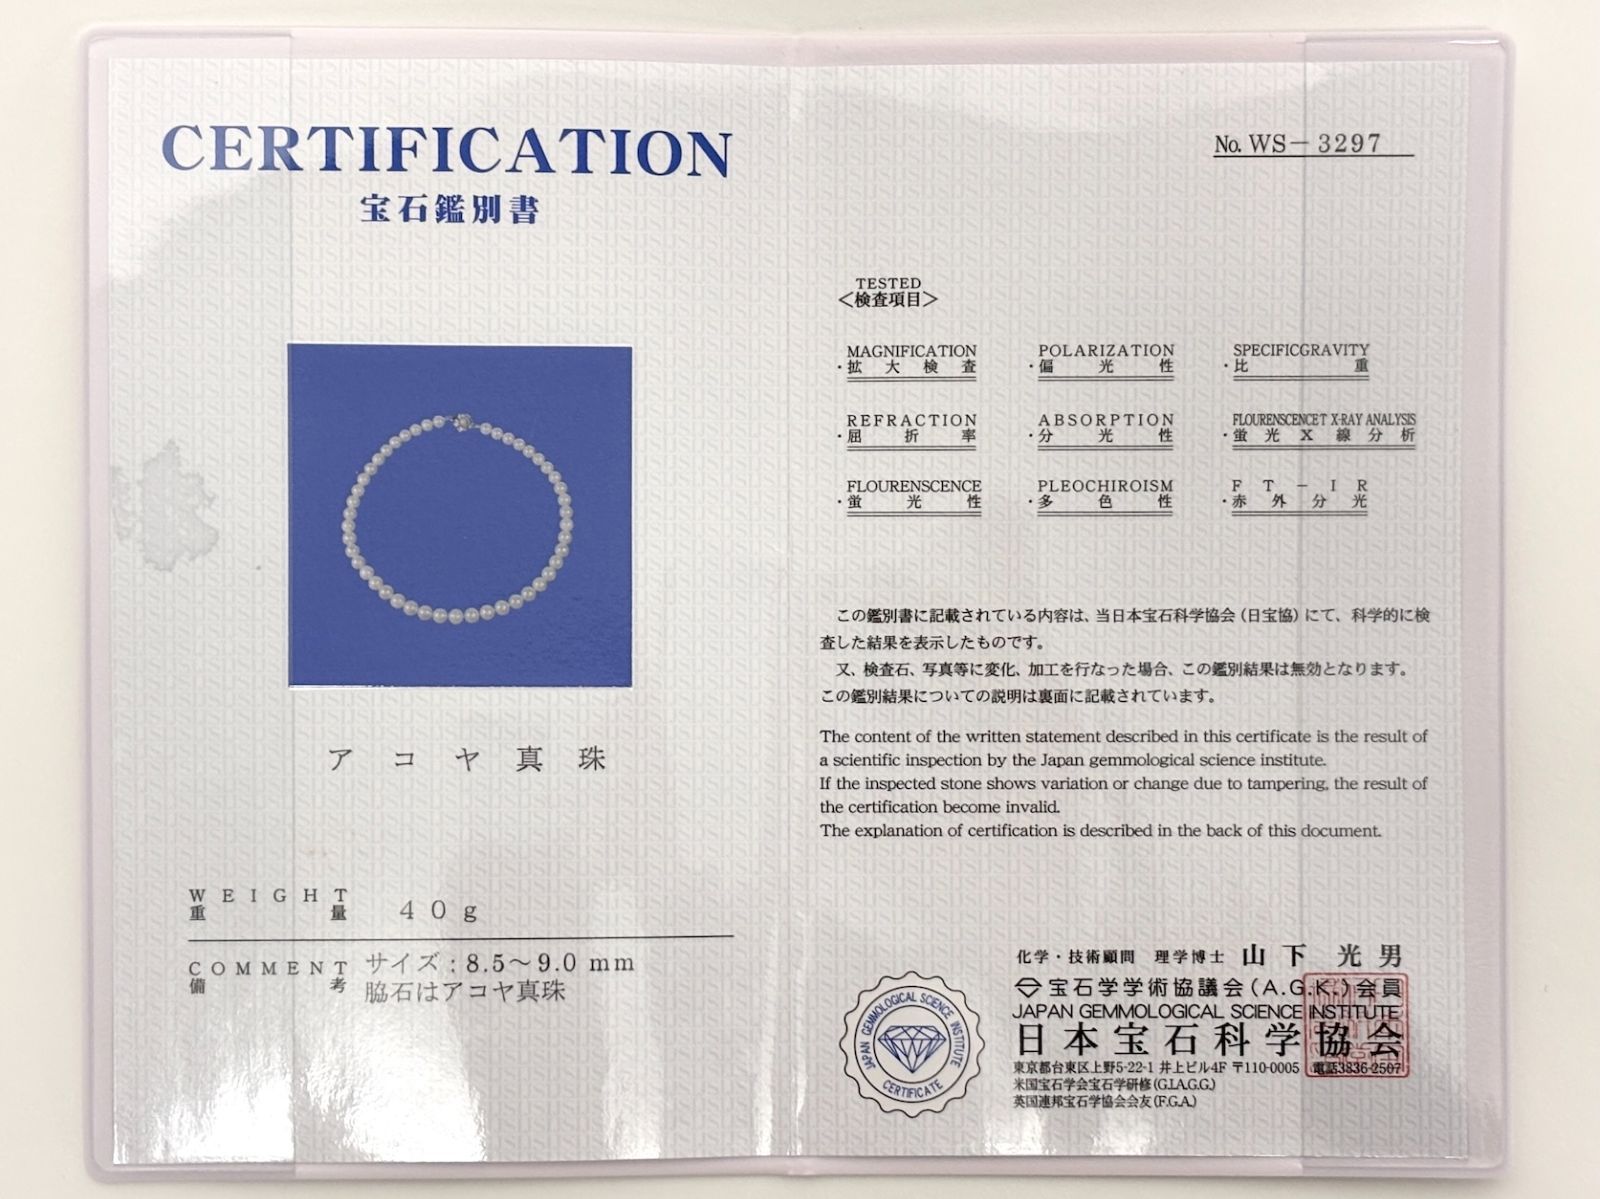 CERTIFICATION
宝石鑑別書
ア コ ヤ 真 珠
WEIGHT
重量 40g
COMMENT サイズ:8.5〜9.0 mm
備考 脇石はアコヤ真珠
No. WS－3297
TESTED
＜検査項目＞
MAGNIFICATION POLARIZATION SPECIFICGRAVITY
・拡大検査 ・偏光性 ・比重
REFRACTION ABSORPTION FLOURENSCENCET X-RAY ANALYSIS
・屈折率 ・分光性 ・蛍光X線分析
FLOURENSCENCE PLEOCHIROISM FT－IR
・蛍光性 ・多色性 ・赤外分光
この鑑別書に記載されている内容は、当日本宝石科学協会（日宝協）にて、科学的に検
査した結果を表示したものです。
又、検査石、写真等に変化、加工を行なった場合、この鑑別結果は無効となります。
この鑑別結果についての説明は裏面に記載されています。
The content of the written statement described in this certificate is the result of
a scientific inspection by the Japan gemmological science institute.
If the inspected stone shows variation or change due to tampering, the result of
the certification become invalid.
The explanation of certification is described in the back of this document.
JAPAN GEMMOLOGICAL SCIENCE INSTITUTE
CERTIFICATE
化学・技術顧問 理学博士 山下 光男
宝石学学術協議会（A.G.K.）会員
JAPAN GEMMOLOGICAL SCIENCE INSTITUTE
日本宝石科学協会
東京都台東区上野5-22-1 井上ビル4F 〒110-0005 電話3836-2507
米国宝石学会宝石学研修（G.I.A.G.G.）
英国連邦宝石学協会会友（F.G.A.）